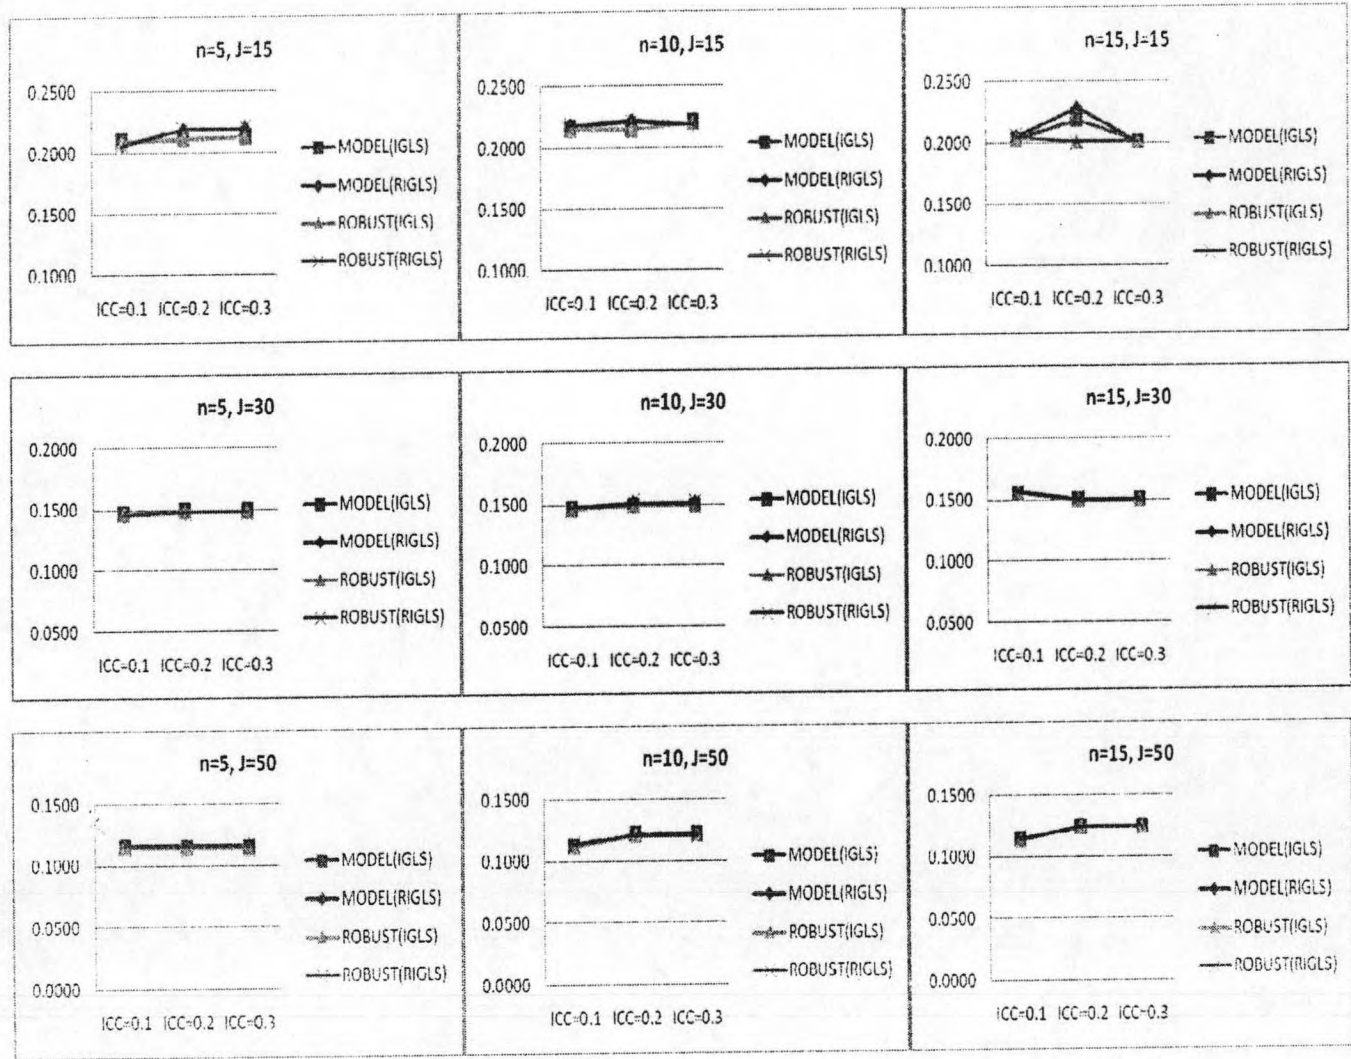 n=5, J=15
0.2500
0.2000
0.1500
0.1000
ICC=0.1 ICC=0.2 ICC=0.3
MODEL(IGLS)
MODEL(RIGLS)
ROBUST(IGLS)
ROBUST(RIGLS)
n=10, J=15
0.2500
0.2000
0.1500
0.1000
ICC=0.1 ICC=0.2 ICC=0.3
MODEL(IGLS)
MODEL(RIGLS)
ROBUST(IGLS)
ROBUST(RIGLS)
n=15, J=15
0.2500
0.2000
0.1500
0.1000
ICC=0.1 ICC=0.2 ICC=0.3
MODEL(IGLS)
MODEL(RIGLS)
ROBUST(IGLS)
ROBUST(RIGLS)
n=5, J=30
0.2000
0.1500
0.1000
0.0500
ICC=0.1 ICC=0.2 ICC=0.3
MODEL(IGLS)
MODEL(RIGLS)
ROBUST(IGLS)
ROBUST(RIGLS)
n=10, J=30
0.2000
0.1500
0.1000
0.0500
ICC=0.1 ICC=0.2 ICC=0.3
MODEL(IGLS)
MODEL(RIGLS)
ROBUST(IGLS)
ROBUST(RIGLS)
n=15, J=30
0.2000
0.1500
0.1000
0.0500
ICC=0.1 ICC=0.2 ICC=0.3
MODEL(IGLS)
MODEL(RIGLS)
ROBUST(IGLS)
ROBUST(RIGLS)
n=5, J=50
0.1500
0.1000
0.0500
0.0000
ICC=0.1 ICC=0.2 ICC=0.3
MODEL(IGLS)
MODEL(RIGLS)
ROBUST(IGLS)
ROBUST(RIGLS)
n=10, J=50
0.1500
0.1000
0.0500
0.0000
ICC=0.1 ICC=0.2 ICC=0.3
MODEL(IGLS)
MODEL(RIGLS)
ROBUST(IGLS)
ROBUST(RIGLS)
n=15, J=50
0.1500
0.1000
0.0500
0.0000
ICC=0.1 ICC=0.2 ICC=0.3
MODEL(IGLS)
MODEL(RIGLS)
ROBUST(IGLS)
ROBUST(RIGLS)